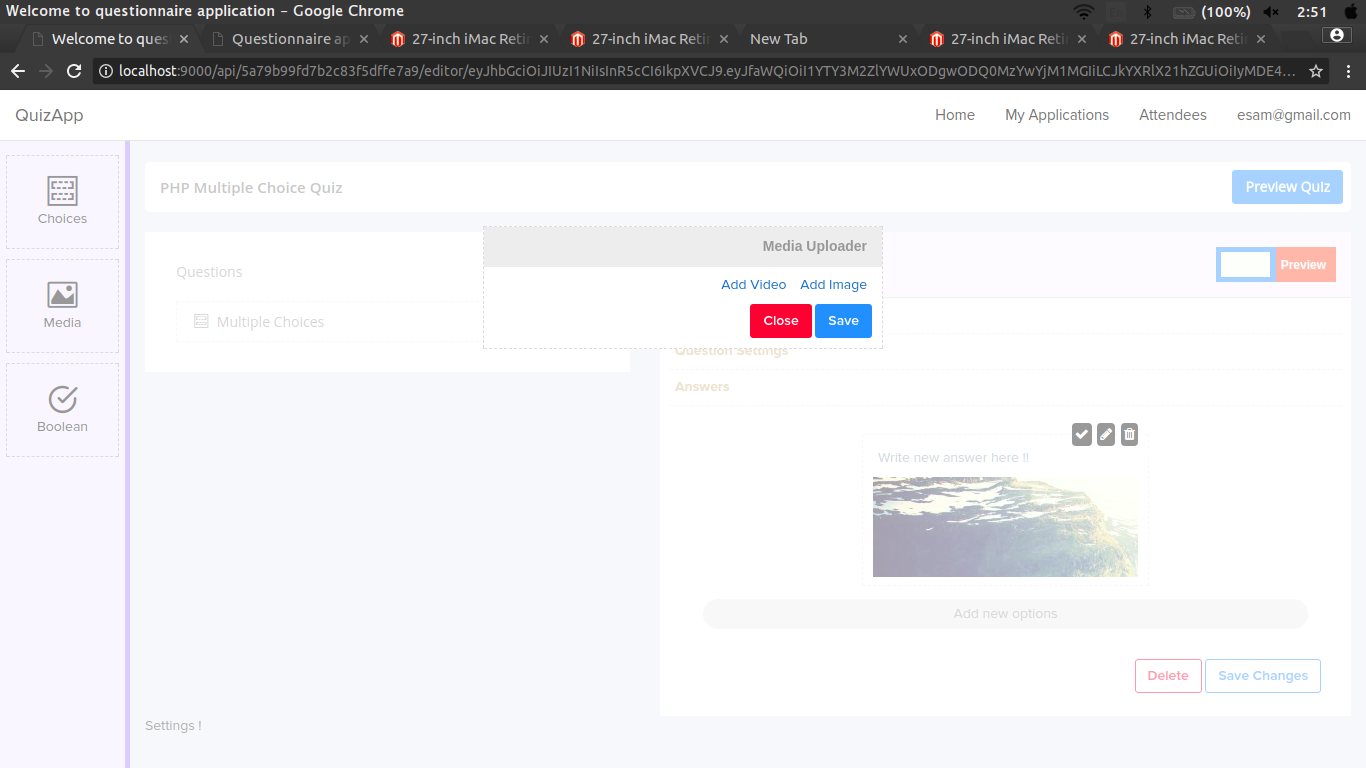 Welcome to questionnaire application – Google Chrome
(100%) 2:51
Welcome to ques
Questionnaire ap
27-inch iMac Reti
27-inch iMac Reti
New Tab
27-inch iMac Reti
27-inch iMac Reti
localhost:9000/api/5a79b99fd7b2c83f5dffe7a9/editor/eyJhbGciOiJIUzI1NiIsInR5cCI6IkpXVCJ9.eyJfaWQiOiI1YTY3M2ZlYWUxODgwODQ0MzYwYjM1MGIiLCJkYXRlX21hZGUiOiIyMDE4...
QuizApp
Home
My Applications
Attendees
esam@gmail.com
Choices
Media
Boolean
PHP Multiple Choice Quiz
Preview Quiz
Questions
Multiple Choices
Media Uploader
Add Video
Add Image
Close
Save
Preview
Question Settings
Answers
Write new answer here !!
Add new options
Delete
Save Changes
Settings !